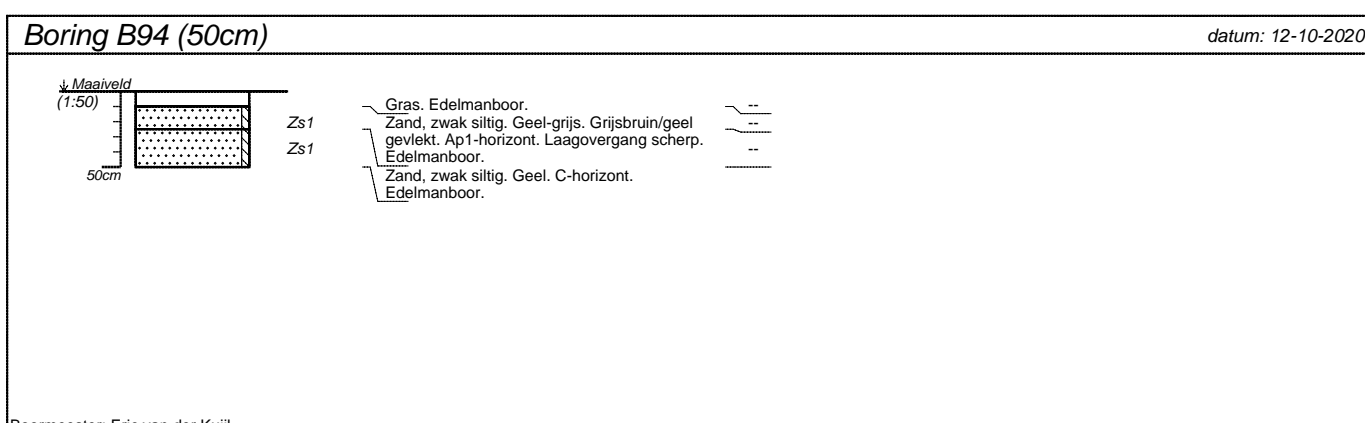 Boring B94 (50cm)
datum: 12-10-2020
Maaiveld
(1:50)
50cm
Zs1
Zs1
Gras. Edelmanboor.
Zand, zwak siltig. Geel-grijs. Grijsbruin/geel
gevlekt. Ap1-horizont. Laagovergang scherp.
Edelmanboor.
Zand, zwak siltig. Geel. C-horizont.
Edelmanboor.
--
--
--